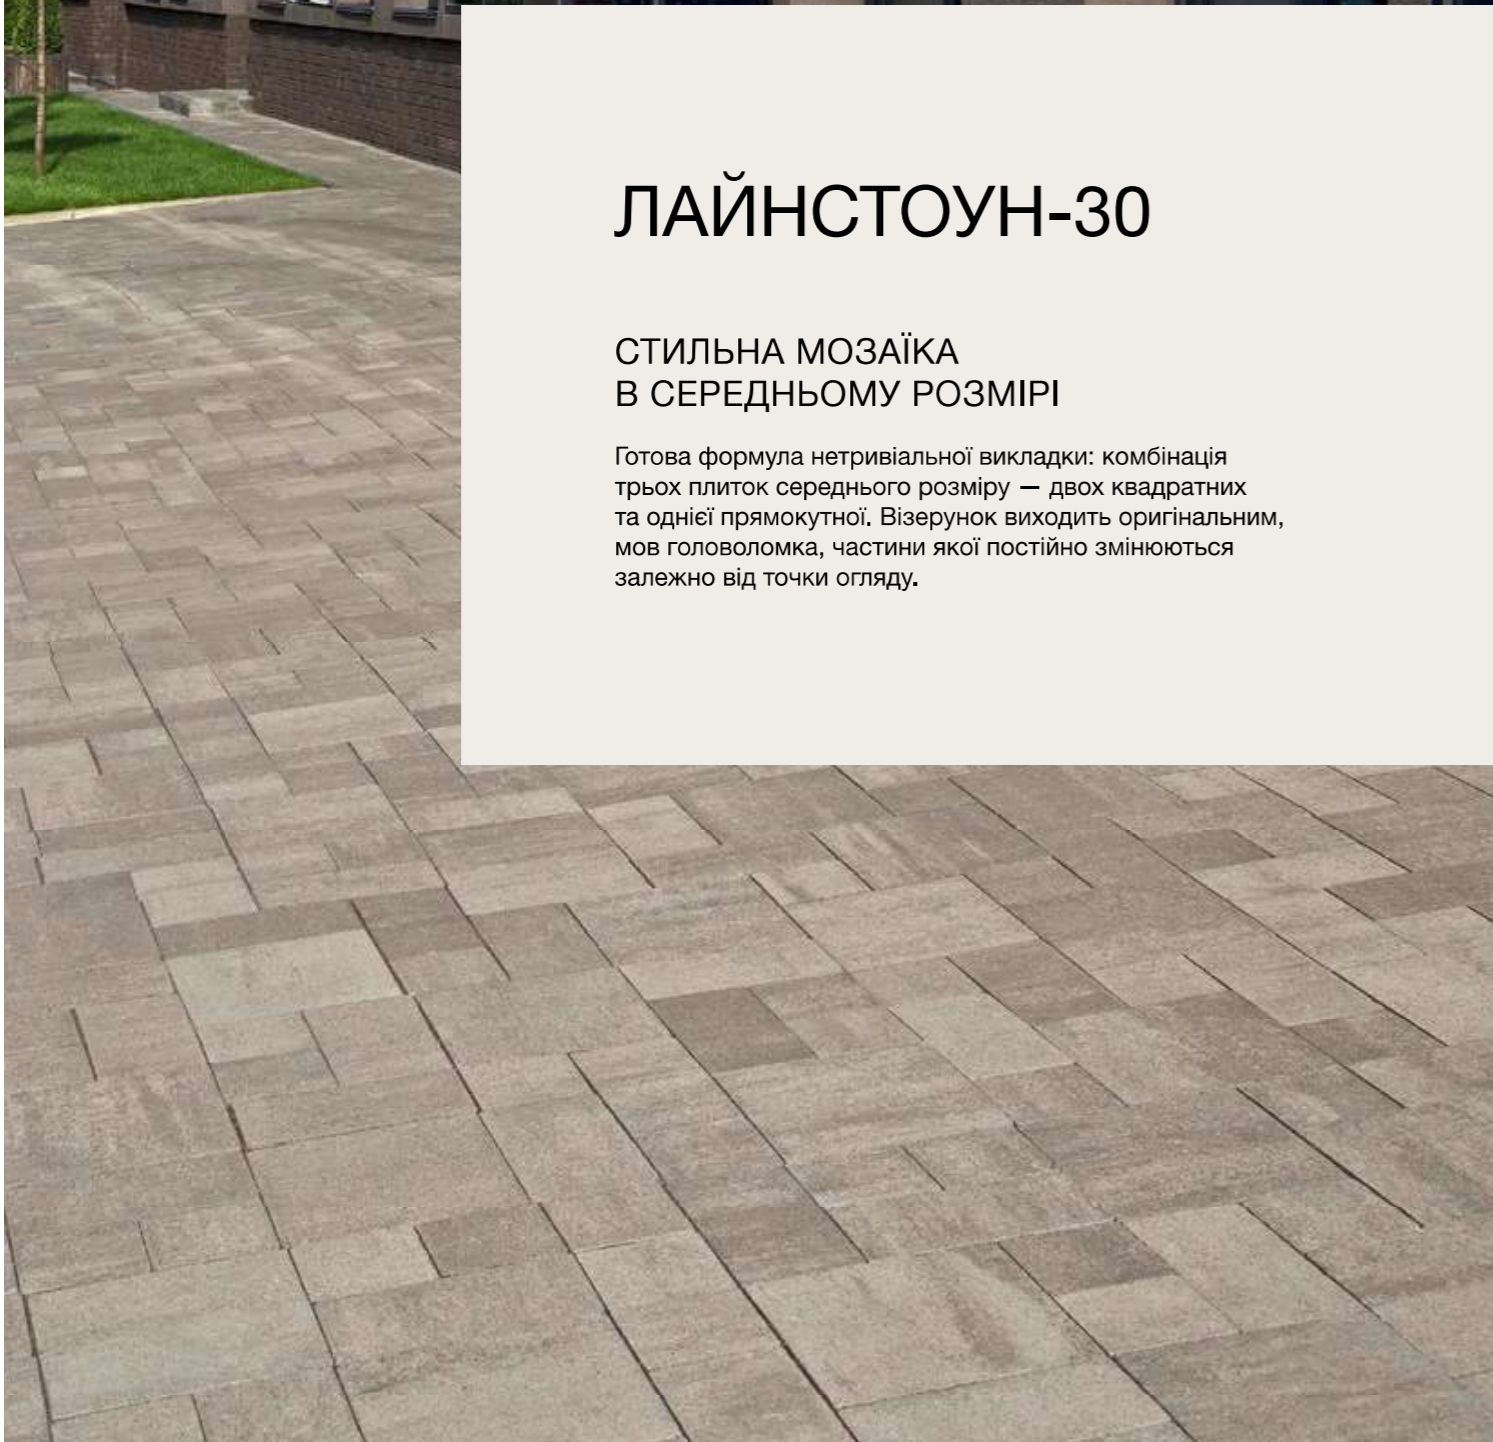 ЛАЙНСТОУН-30
СТИЛЬНА МОЗАЇКА
В СЕРЕДНЬОМУ РОЗМІРІ
Готова формула нетривіальної викладки: комбінація
трьох плиток середнього розміру — двох квадратних
та однієї прямокутної. Візерунок виходить оригінальним,
мов головоломка, частини якої постійно змінюються
залежно від точки огляду.